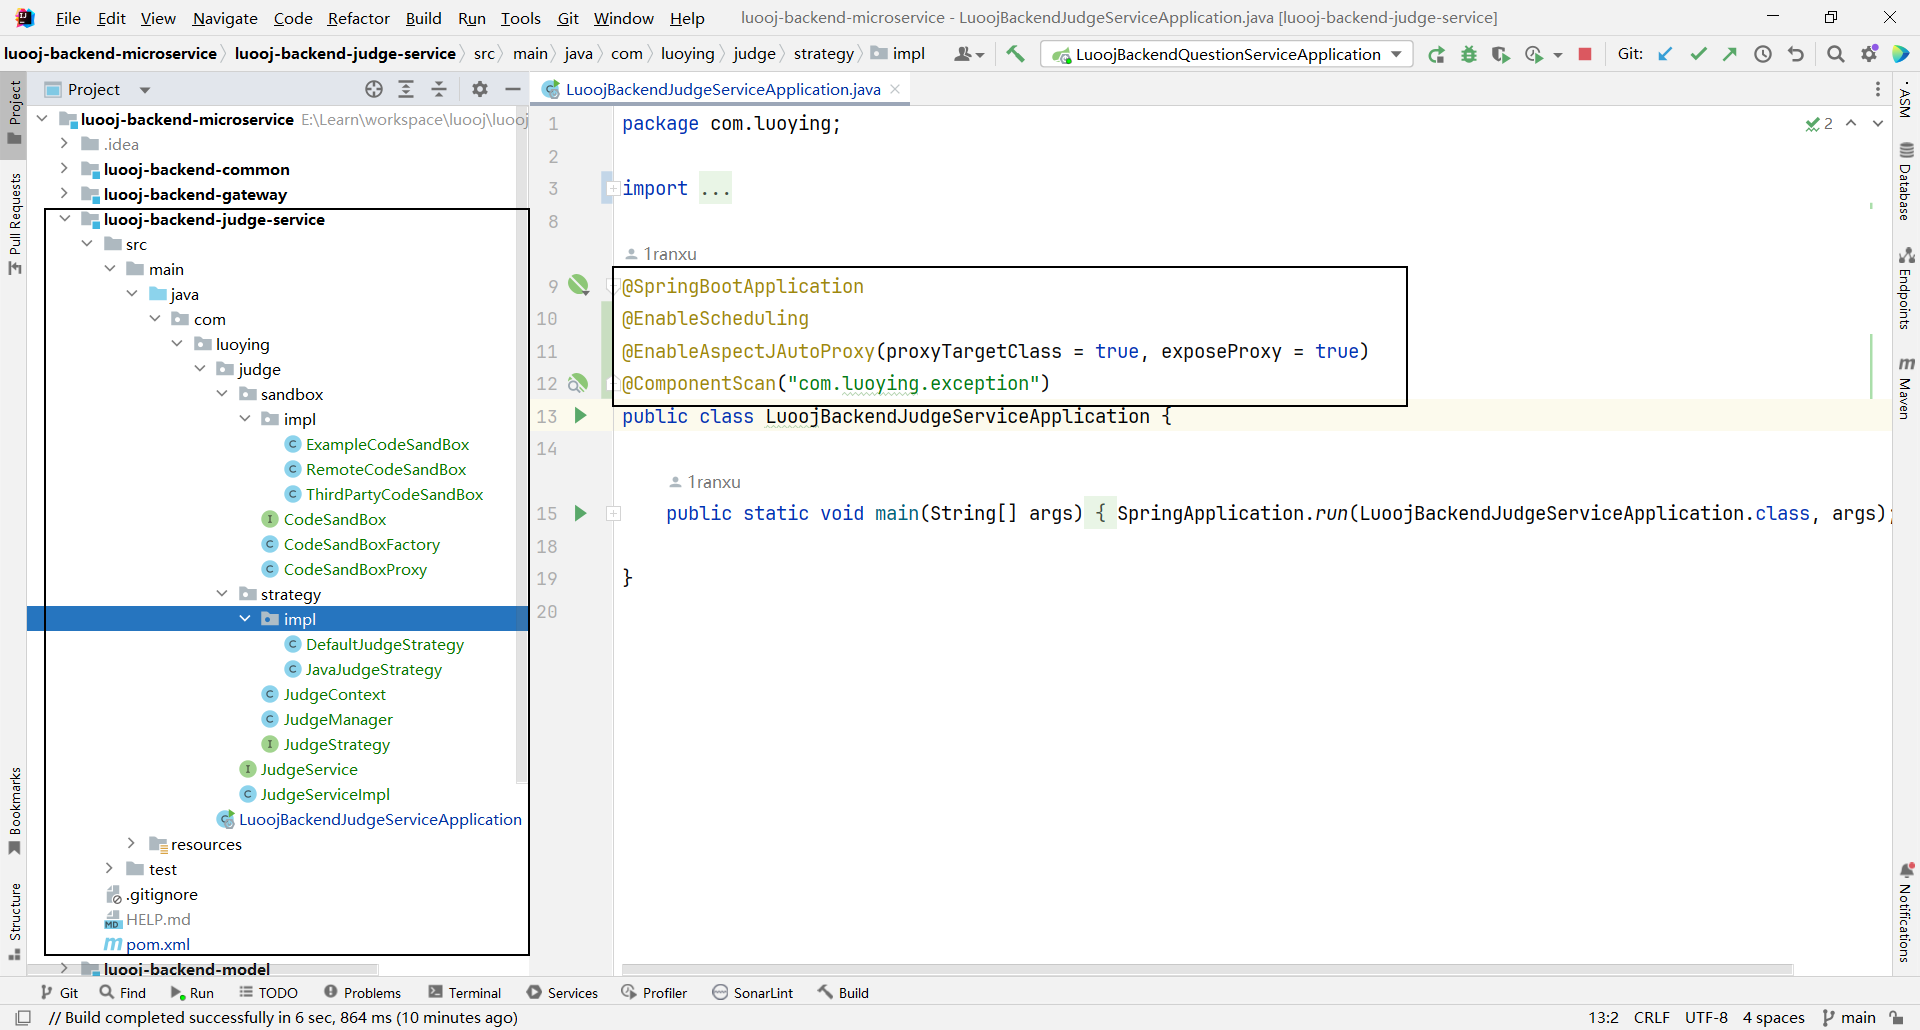 File Edit View Navigate Code Refactor Build Run Tools Git Window Help luooj-backend-microservice - LuoojBackendJudgeServiceApplication.java [luooj-backend-judge-service]
luooj-backend-microservice luooj-backend-judge-service src main java com luoying judge strategy impl LuoojBackendQuestionServiceApplication Git:
Project LuoojBackendJudgeServiceApplication.java
Project
Pull Requests
Bookmarks
Structure
luooj-backend-microservice E:\Learn\workspace\luooj\luooj
.idea
luooj-backend-common
luooj-backend-gateway
luooj-backend-judge-service
src
main
java
com
luoying
judge
sandbox
impl
ExampleCodeSandBox
RemoteCodeSandBox
ThirdPartyCodeSandBox
CodeSandBox
CodeSandBoxFactory
CodeSandBoxProxy
strategy
impl
DefaultJudgeStrategy
JavaJudgeStrategy
JudgeContext
JudgeManager
JudgeStrategy
JudgeService
JudgeServiceImpl
LuoojBackendJudgeServiceApplication
resources
test
.gitignore
HELP.md
pom.xml
luooj-backend-model
1 package com.luoying;
2
3 import ...
8
1ranxu
9 @SpringBootApplication
10 @EnableScheduling
11 @EnableAspectJAutoProxy(proxyTargetClass = true, exposeProxy = true)
12 @ComponentScan("com.luoying.exception")
13 public class LuoojBackendJudgeServiceApplication {
14
1ranxu
15 public static void main(String[] args) { SpringApplication.run(LuoojBackendJudgeServiceApplication.class, args);
18
19 }
20
2
ASM
Database
Endpoints
Maven
Notifications
Git Find Run TODO Problems Terminal Services Profiler SonarLint Build
// Build completed successfully in 6 sec, 864 ms (10 minutes ago) 13:2 CRLF UTF-8 4 spaces main